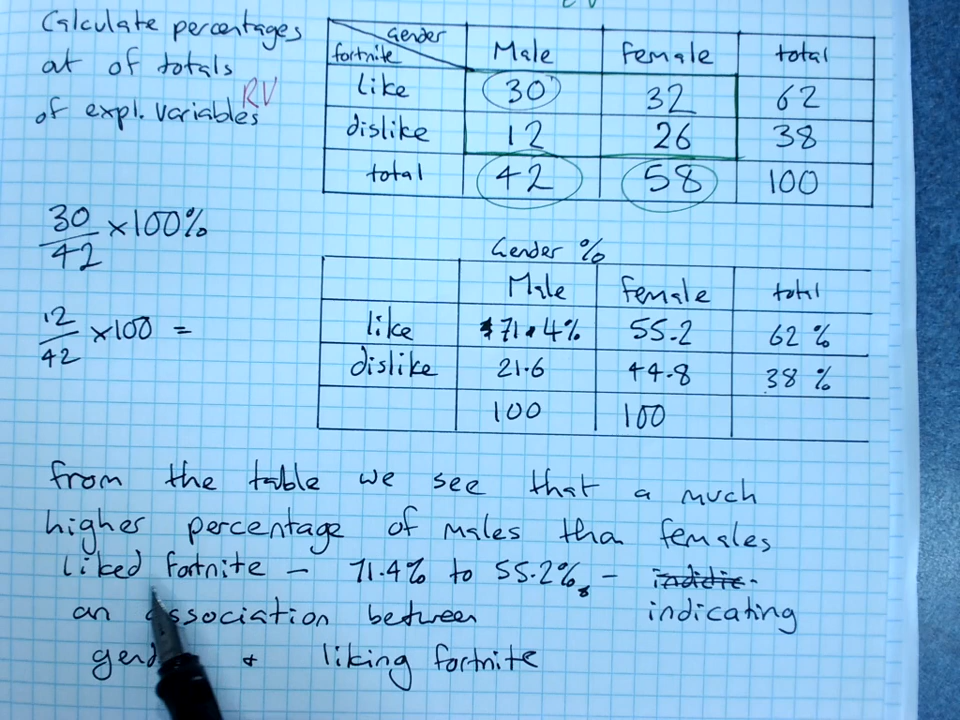 Calculate percentages
at of totals
of expl. variables RV
Gender
fortnite
Male
Female
total
like
30
32
62
dislike
12
26
38
total
42
58
100
30/42 ×100%
12/42 ×100 =
Gender %
Male
Female
total
like
71.4%
55.2
62 %
dislike
21.6
44.8
38 %
100
100
from the table we see that a much
higher percentage of males tha females
liked fortnite – 71.4% to 55.2% –
an association between indicating
& liking fortnite